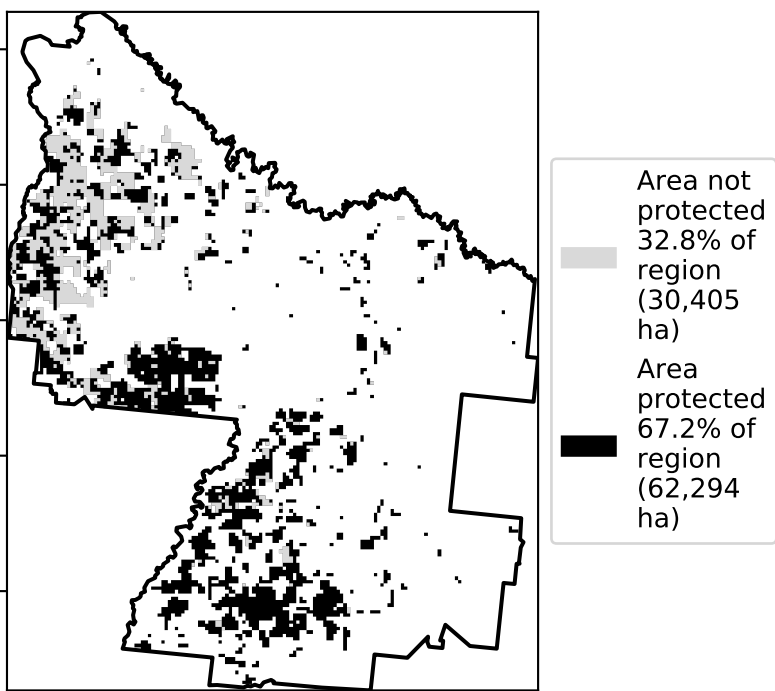 Area not
protected
32.8% of
region
(30,405
ha)
Area
protected
67.2% of
region
(62,294
ha)